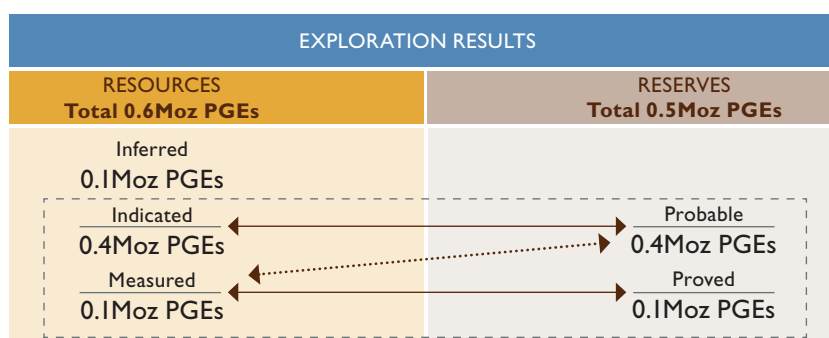 EXPLORATION RESULTS
RESOURCES
Total 0.6Moz PGEs
RESERVES
Total 0.5Moz PGEs
Inferred
0.1Moz PGEs
Indicated
0.4Moz PGEs
Probable
0.4Moz PGEs
Measured
0.1Moz PGEs
Proved
0.1Moz PGEs